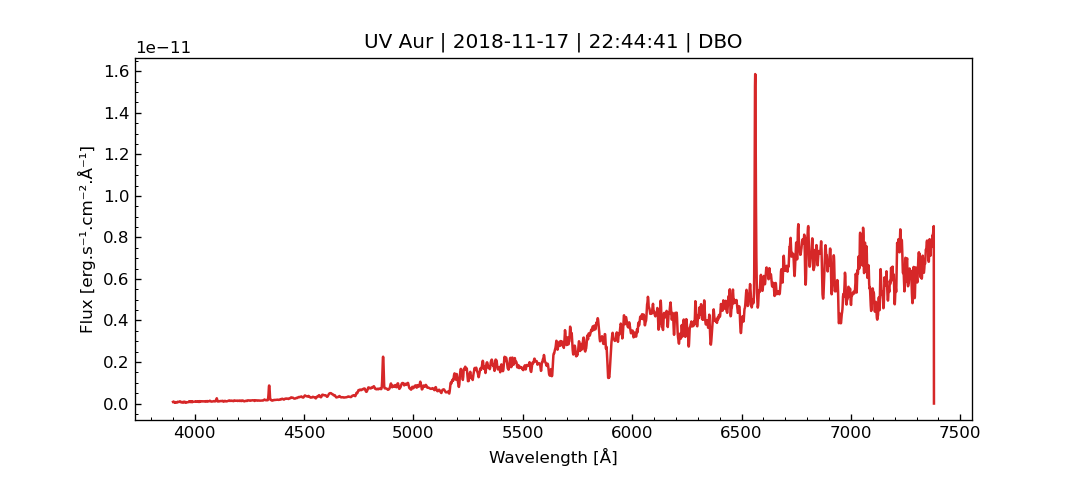 UV Aur | 2018-11-17 | 22:44:41 | DBO
1e−11
1.6
1.4
1.2
1.0
0.8
0.6
0.4
0.2
0.0
Flux [erg.s⁻¹.cm⁻².Å⁻¹]
4000 4500 5000 5500 6000 6500 7000 7500
Wavelength [Å]